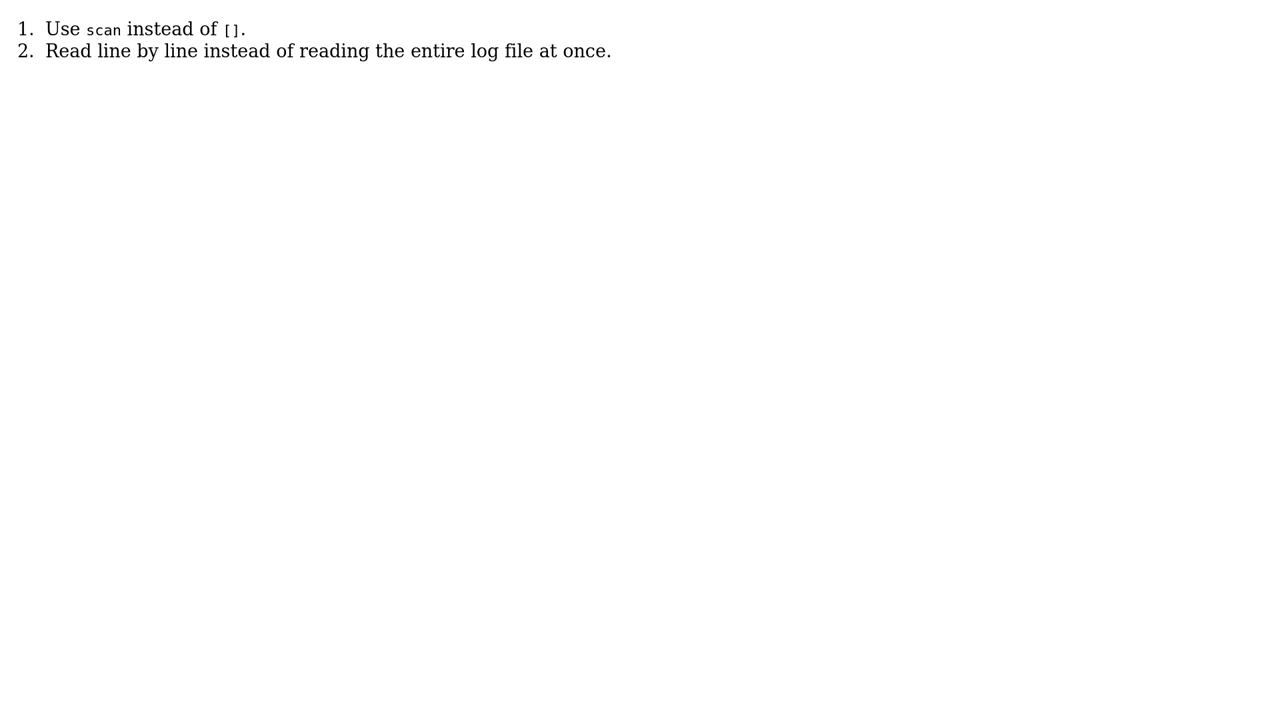 1. Use scan instead of [].
2. Read line by line instead of reading the entire log file at once.